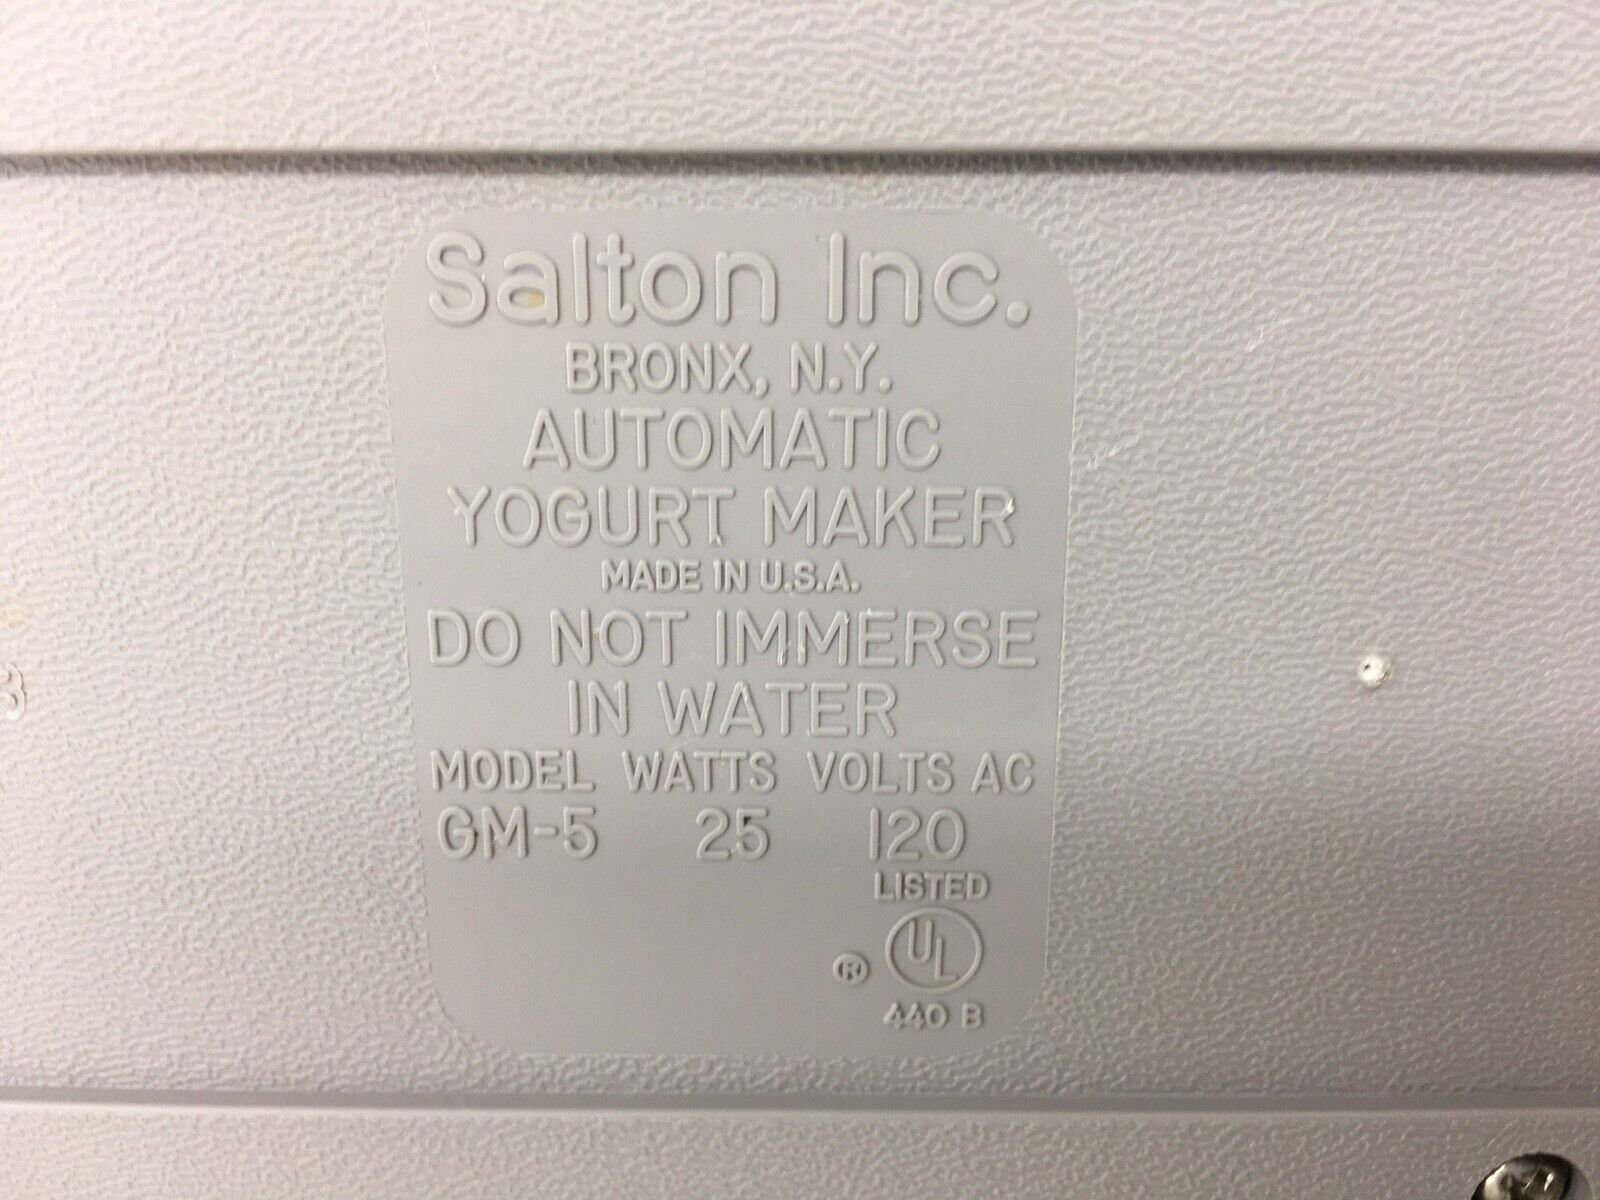 Salton Inc.
BRONX, N.Y.
AUTOMATIC
YOGURT MAKER
MADE IN U.S.A.
DO NOT IMMERSE
IN WATER
MODEL WATTS VOLTS AC
GM-5 25 120
LISTED
® UL
440 B